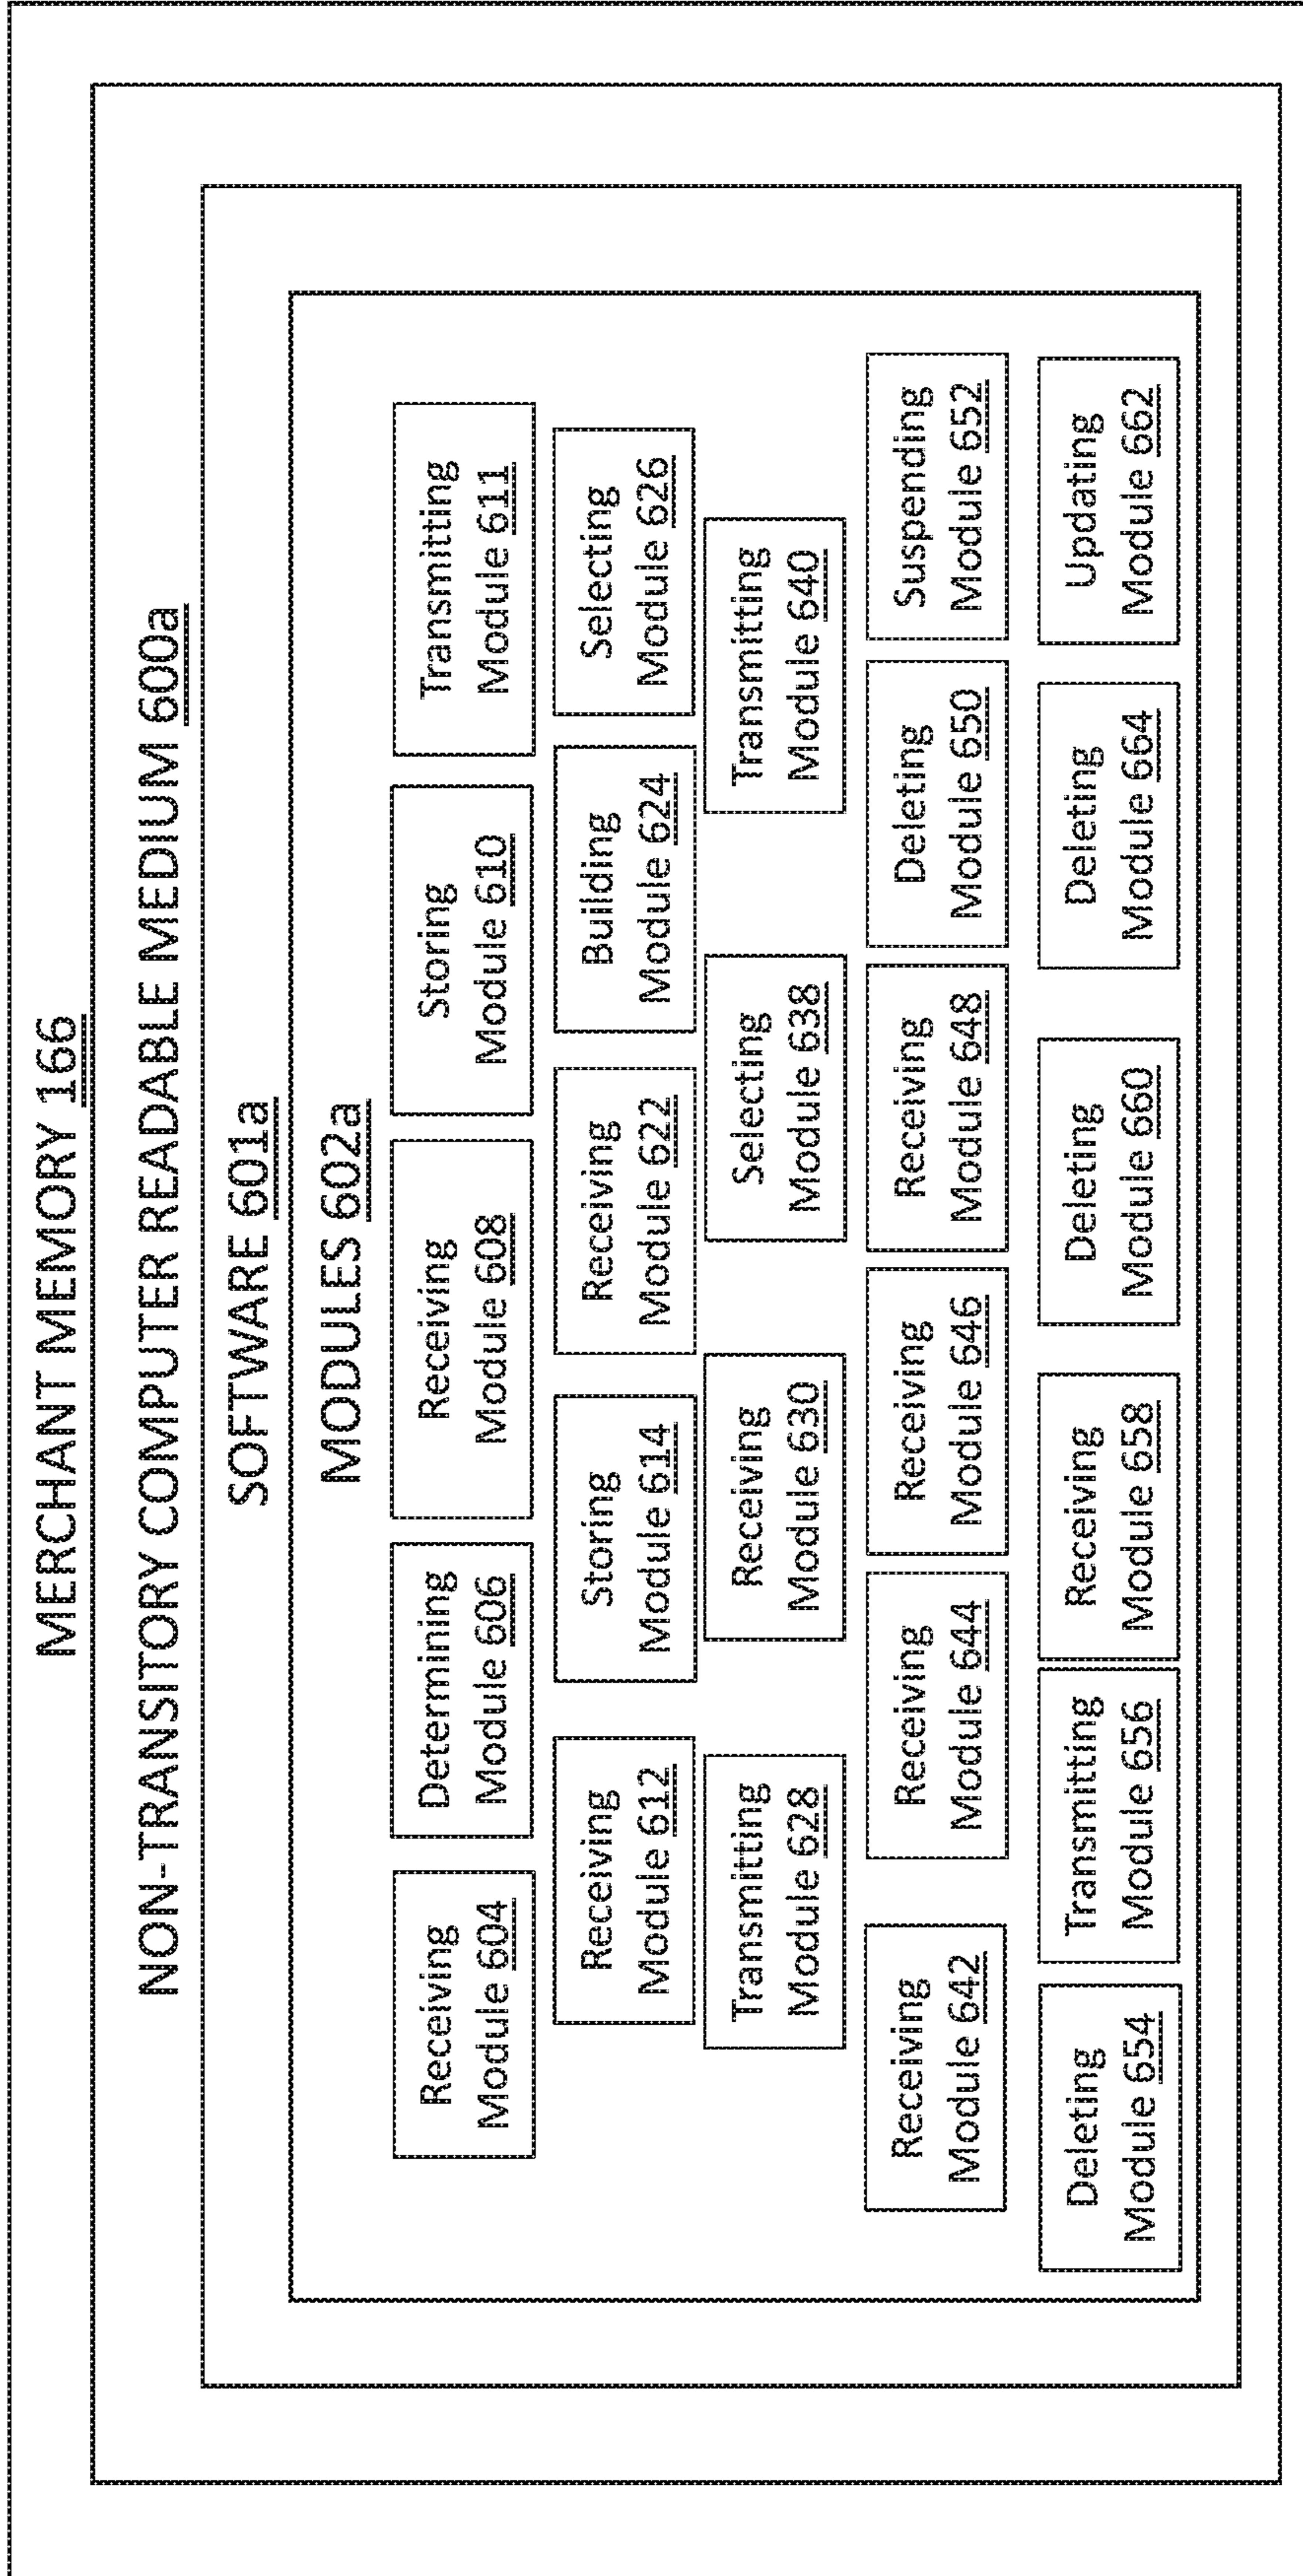 MERCHANT MEMORY 166
NON-TRANSITORY COMPUTER READABLE MEDIUM 600a
SOFTWARE 601a
MODULES 602a
Receiving
Module 604
Determining
Module 606
Receiving
Module 608
Storing
Module 610
Transmitting
Module 611
Receiving
Module 612
Storing
Module 614
Receiving
Module 622
Building
Module 624
Selecting
Module 626
Transmitting
Module 628
Receiving
Module 630
Selecting
Module 638
Transmitting
Module 640
Receiving
Module 642
Receiving
Module 644
Receiving
Module 646
Receiving
Module 648
Deleting
Module 650
Suspending
Module 652
Deleting
Module 654
Transmitting
Module 656
Receiving
Module 658
Deleting
Module 660
Deleting
Module 664
Updating
Module 662